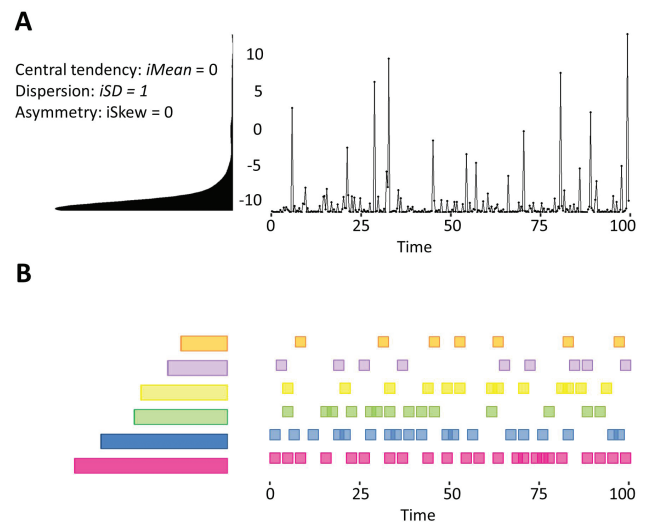 A
Central tendency: iMean = 0
Dispersion: iSD = 1
Asymmetry: iSkew = 0
10
5
0
-5
-10
0 25 50 75 100
Time
B
0 25 50 75 100
Time